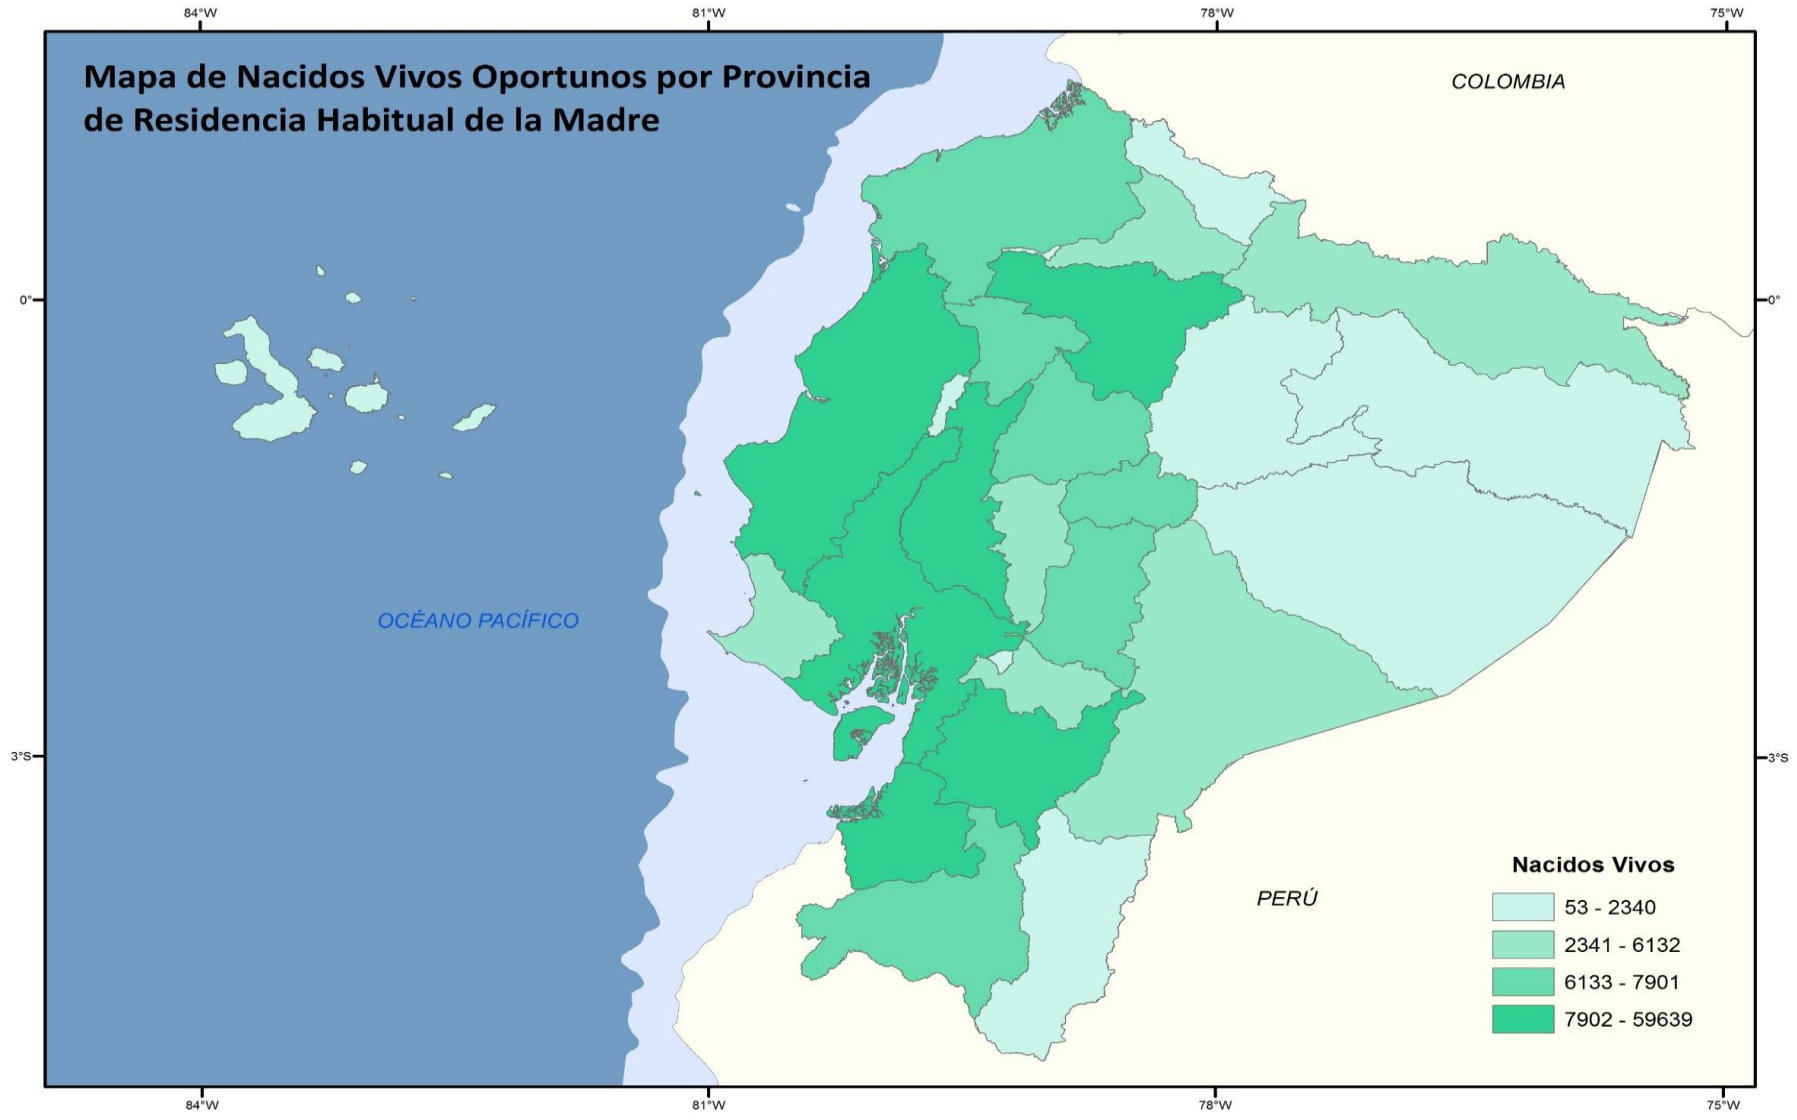 84°W 81°W 78°W 75°W
Mapa de Nacidos Vivos Oportunos por Provincia
de Residencia Habitual de la Madre
COLOMBIA
0° 0°
OCÉANO PACÍFICO
3°S 3°S
PERÚ
Nacidos Vivos
53 - 2340
2341 - 6132
6133 - 7901
7902 - 59639
84°W 81°W 78°W 75°W